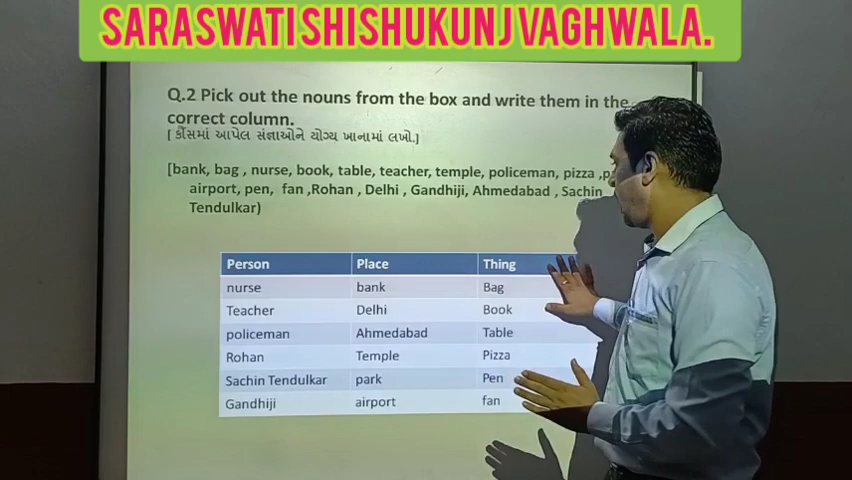 SARASWATI SHISHUKUNJ VAGHWALA.
Q.2 Pick out the nouns from the box and write them in the
correct column.
[ કૌંસમાં આપેલ સંજ્ઞાઓને યોગ્ય ખાનામાં લખો.]
[bank, bag , nurse, book, table, teacher, temple, policeman, pizza
airport, pen, fan ,Rohan , Delhi , Gandhiji, Ahmedabad , Sachin
Tendulkar)
Person Place Thing
nurse bank Bag
Teacher Delhi Book
policeman Ahmedabad Table
Rohan Temple Pizza
Sachin Tendulkar park Pen
Gandhiji airport fan